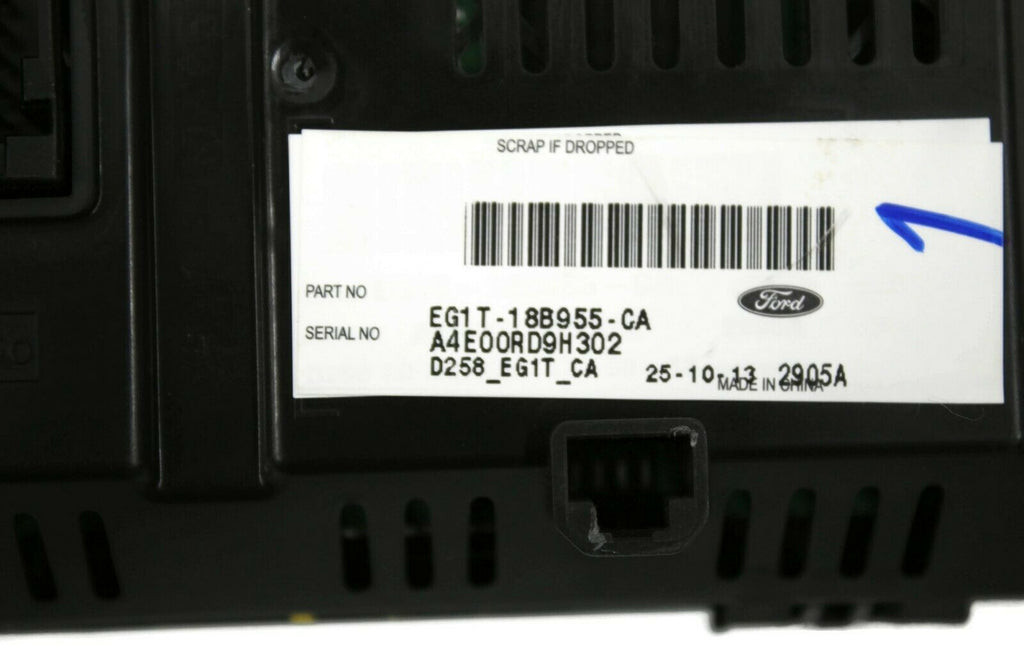 SCRAP IF DROPPED
Ford
PART NO
EG1T-18B955-CA
SERIAL NO
A4E00RD9H302
D258_EG1T_CA 25-10-13 2905A
MADE IN CHINA